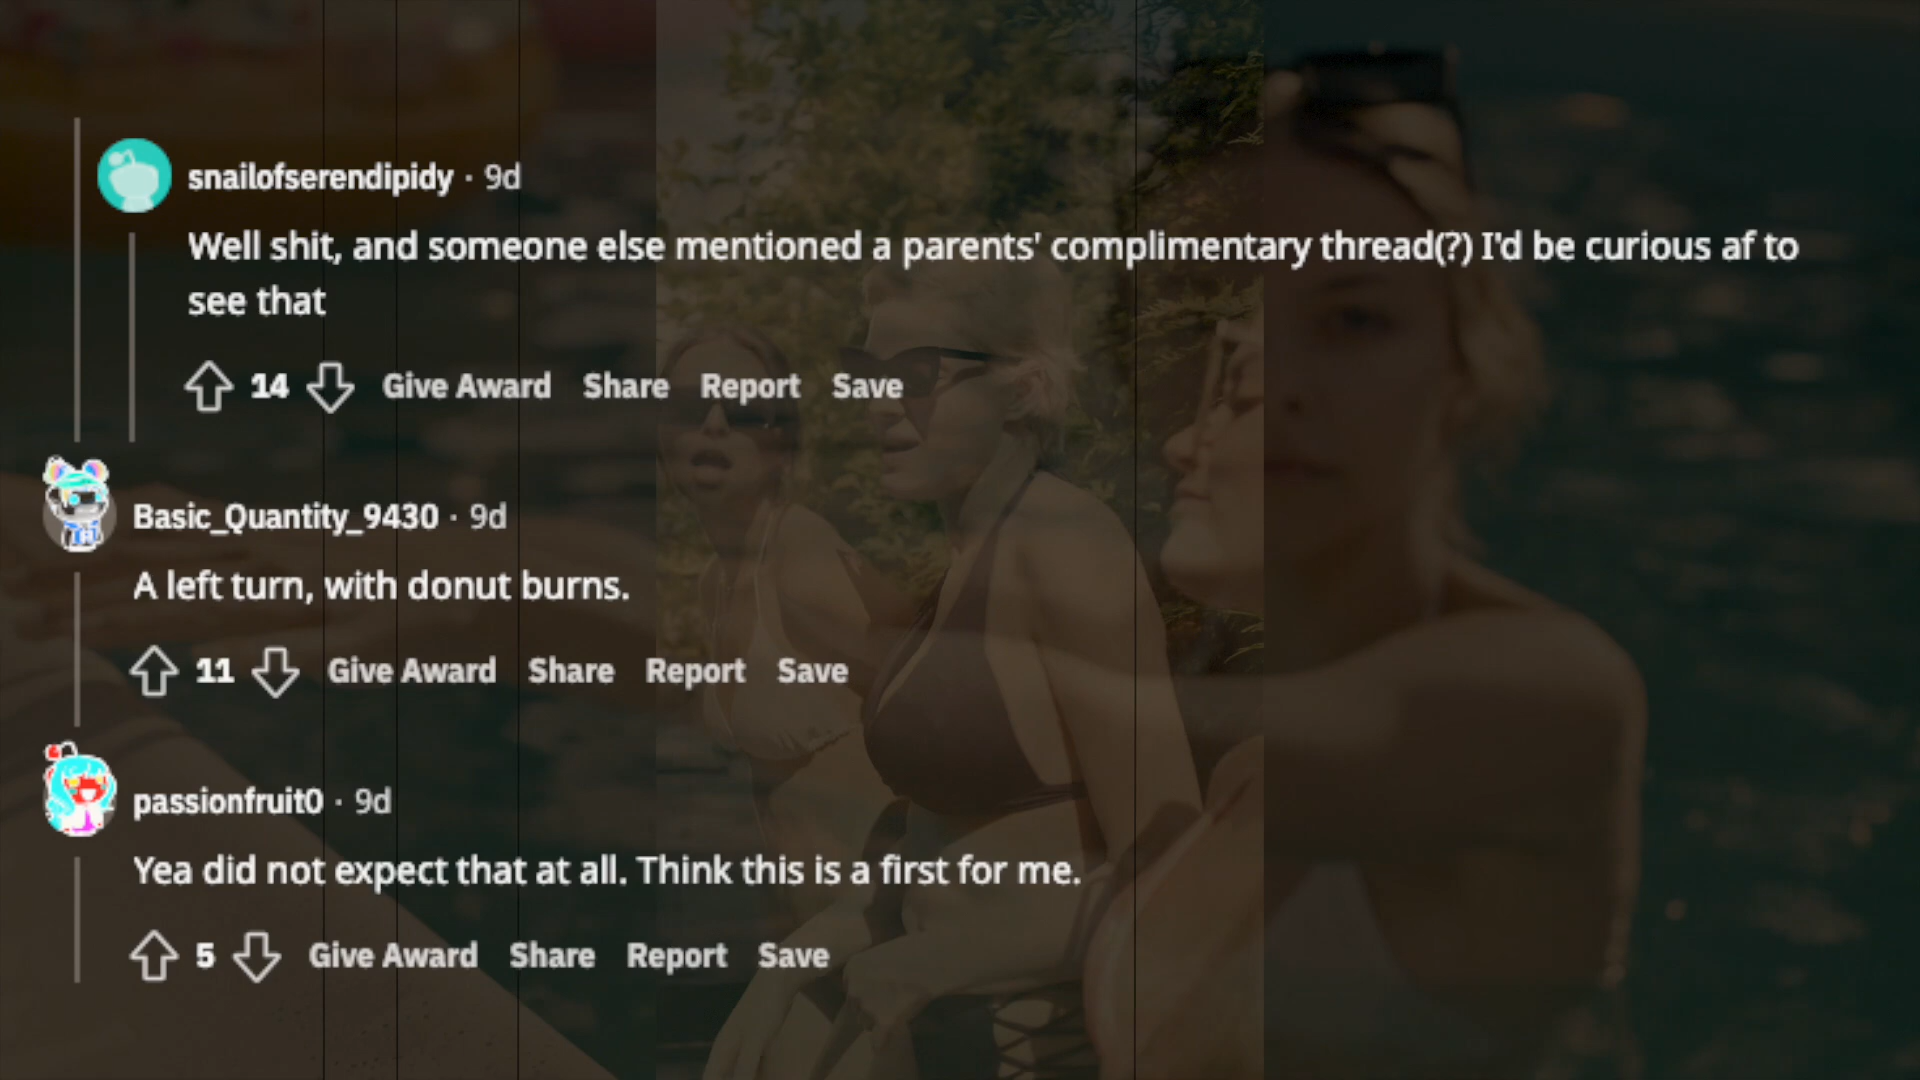 snailofserendipidy · 9d
Well shit, and someone else mentioned a parents' complimentary thread(?) I'd be curious af to
see that
14 Give Award Share Report Save
Basic_Quantity_9430 · 9d
A left turn, with donut burns.
11 Give Award Share Report Save
passionfruit0 · 9d
Yea did not expect that at all. Think this is a first for me.
5 Give Award Share Report Save